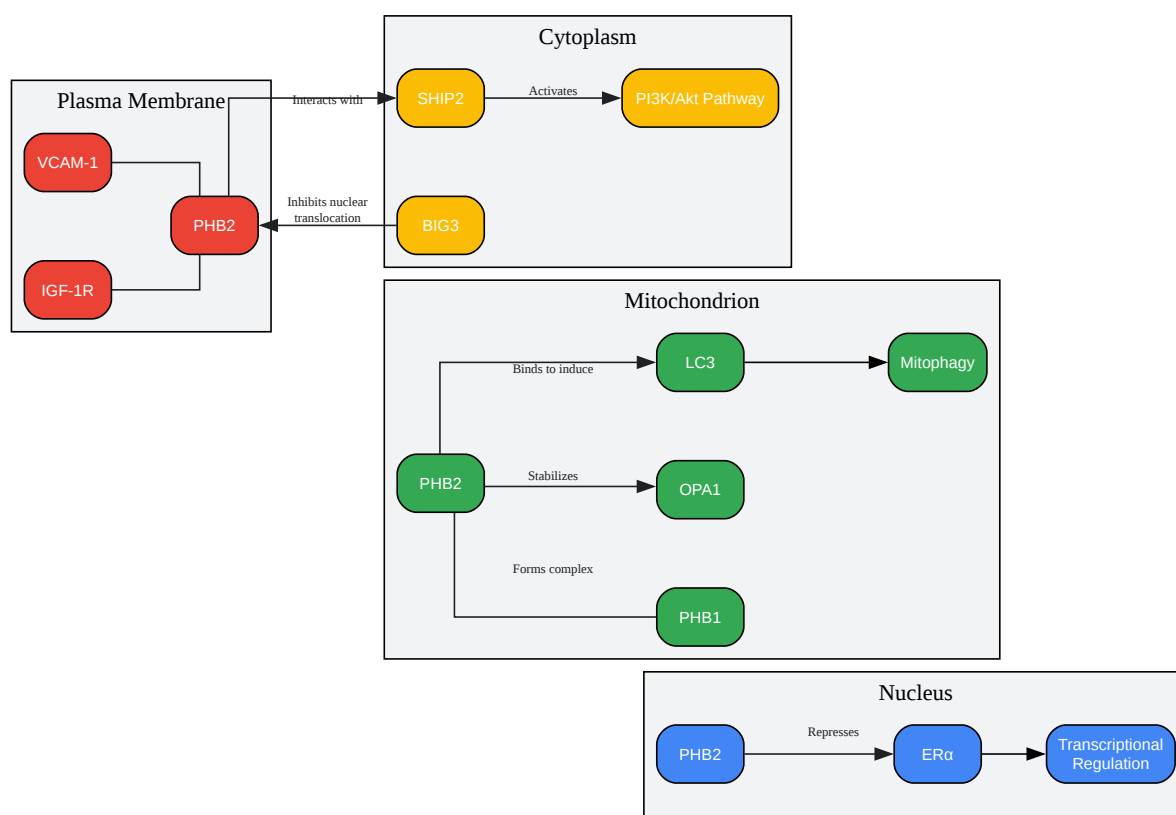 Cytoplasm
Plasma Membrane
Interacts with
SHIP2
Activates
PI3K/Akt Pathway
VCAM-1
PHB2
Inhibits nuclear
translocation
BIG3
IGF-1R
Mitochondrion
Binds to induce
LC3
Mitophagy
PHB2
Stabilizes
OPA1
Forms complex
PHB1
Nucleus
PHB2
Represses
ERα
Transcriptional
Regulation